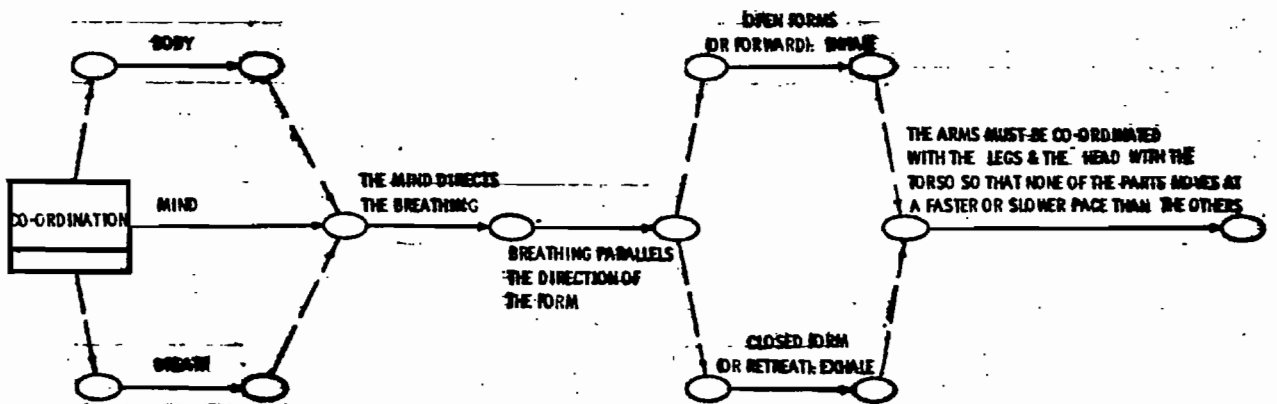 BODY
CO-ORDINATION
MIND
BREATH
THE MIND DIRECTS
THE BREATHING
BREATHING PARALLELS
THE DIRECTION OF
THE FORM
OPEN FORMS
(OR FORWARD): INHALE
CLOSED FORM
(OR RETREAT): EXHALE
THE ARMS MUST BE CO-ORDINATED
WITH THE LEGS & THE HEAD WITH THE
TORSO SO THAT NONE OF THE PARTS MOVES AT
A FASTER OR SLOWER PACE THAN THE OTHERS